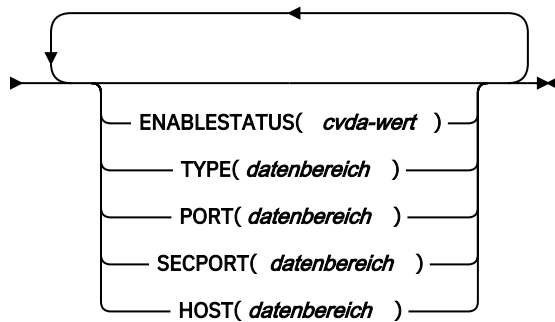 ENABLESTATUS( cvda-wert )
TYPE( datenbereich )
PORT( datenbereich )
SECPORT( datenbereich )
HOST( datenbereich )